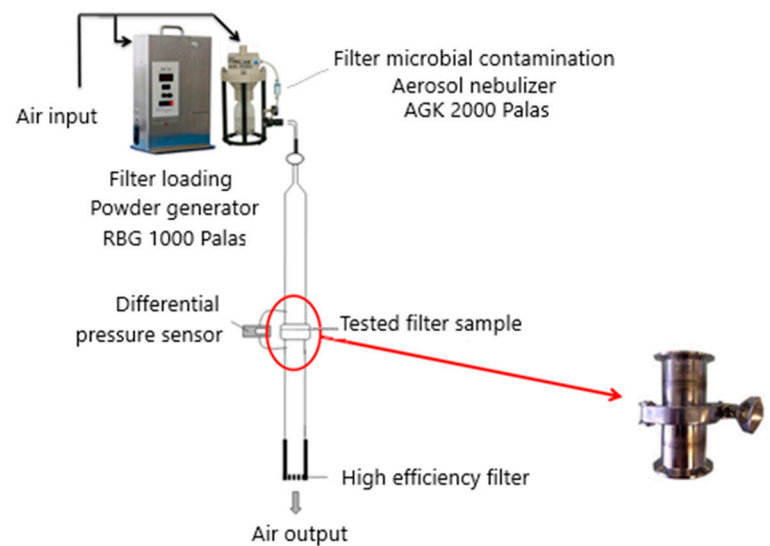 Filter microbial contamination
Aerosol nebulizer
AGK 2000 Palas
Air input
Filter loading
Powder generator
RBG 1000 Palas
Differential
pressure sensor
Tested filter sample
High efficiency filter
Air output